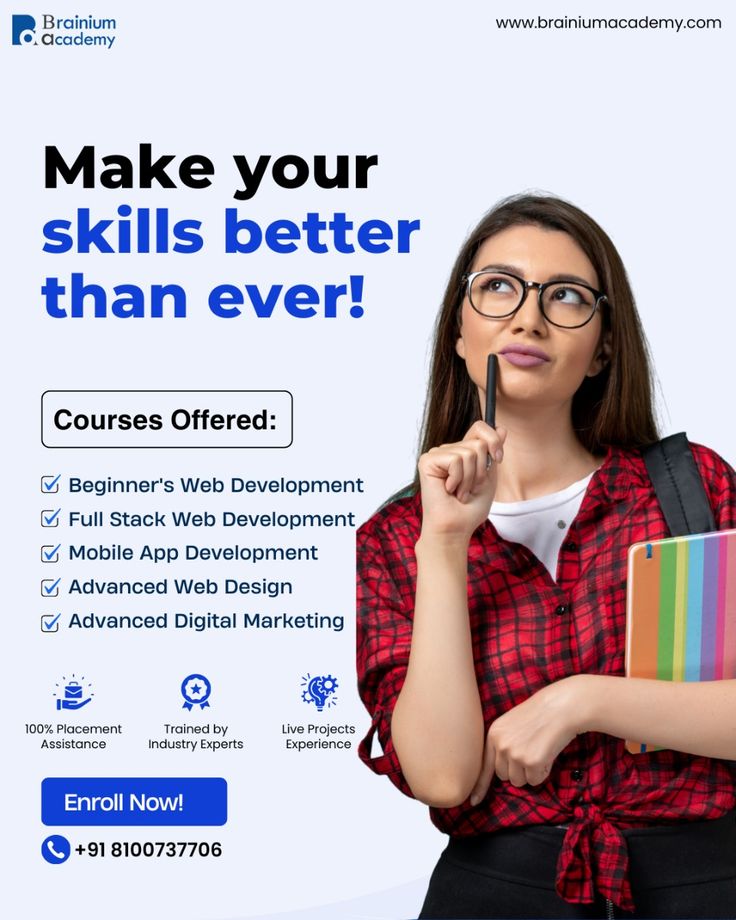 Brainium
academy
www.brainiumacademy.com
Make your
skills better
than ever!
Courses Offered:
Beginner's Web Development
Full Stack Web Development
Mobile App Development
Advanced Web Design
Advanced Digital Marketing
100% Placement
Assistance
Trained by
Industry Experts
Live Projects
Experience
Enroll Now!
+91 8100737706